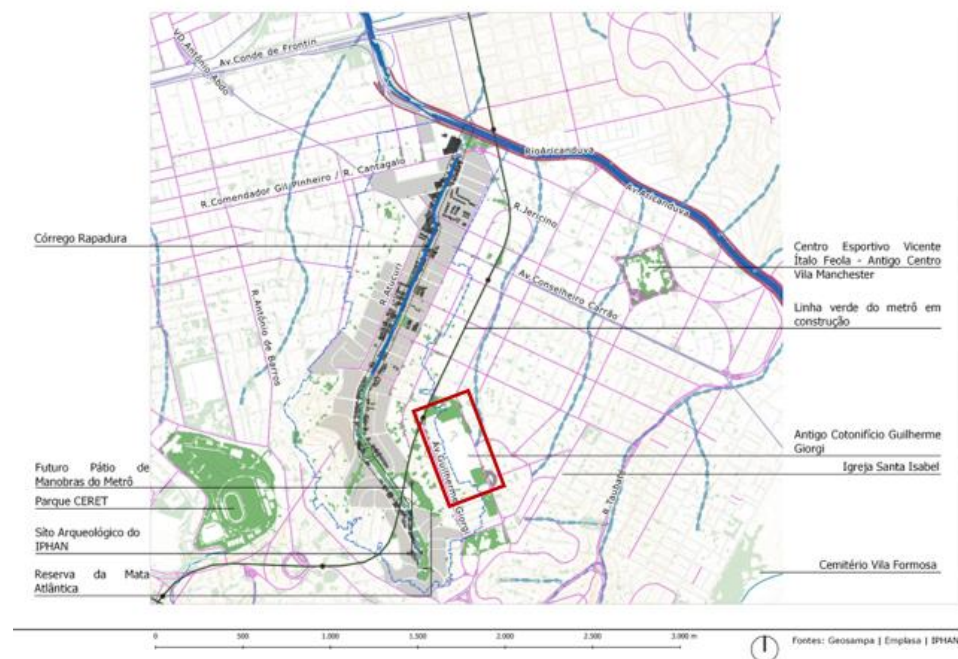 VD.Antônio Abdo
Av.Conde de Frontin
RioAricanduva
Av.Aricanduva
R.Comendador Gil Pinheiro / R. Cantagalo
R.Jericino
Córrego Rapadura
R.Atucuri
R.Antônio de Barros
Av.Conselheiro Carrão
Centro Esportivo Vicente
Ítalo Feola - Antigo Centro
Vila Manchester
Linha verde do metrô em
construção
Av.Guilherme Giorgi
Antigo Cotonifício Guilherme
Giorgi
Igreja Santa Isabel
R.Taubaté
Futuro Pátio de
Manobras do Metrô
Parque CERET
Síto Arqueológico do
IPHAN
Reserva da Mata
Atlântica
Cemitério Vila Formosa
0 500 1.000 1.500 2.000 2.500 3.000 m
Fontes: Geosampa | Emplasa | IPHAN